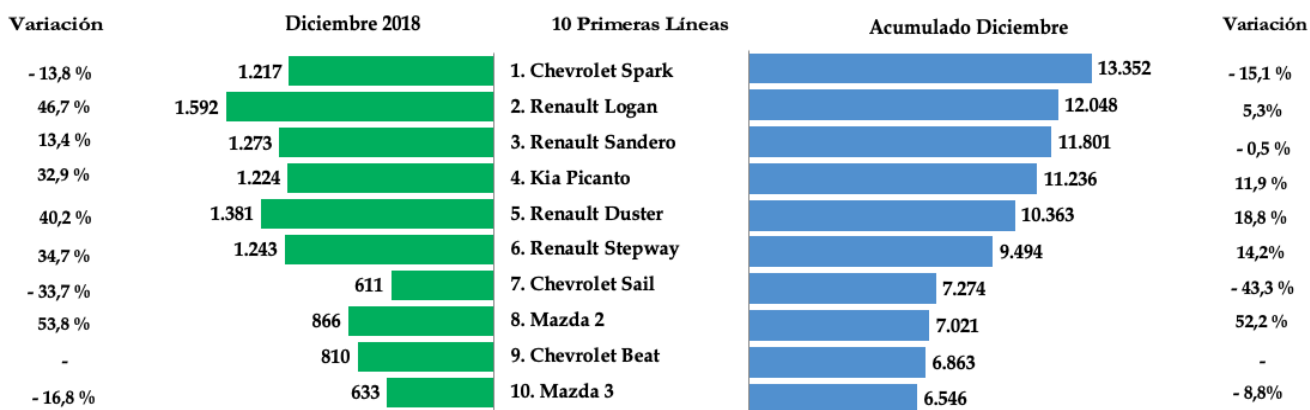 Variación Diciembre 2018 10 Primeras Líneas Acumulado Diciembre Variación
- 13,8 % 1.217 1. Chevrolet Spark 13.352 - 15,1 %
46,7 % 1.592 2. Renault Logan 12.048 5,3%
13,4 % 1.273 3. Renault Sandero 11.801 - 0,5 %
32,9 % 1.224 4. Kia Picanto 11.236 11,9 %
40,2 % 1.381 5. Renault Duster 10.363 18,8 %
34,7 % 1.243 6. Renault Stepway 9.494 14,2%
- 33,7 % 611 7. Chevrolet Sail 7.274 - 43,3 %
53,8 % 866 8. Mazda 2 7.021 52,2 %
- 810 9. Chevrolet Beat 6.863 -
- 16,8 % 633 10. Mazda 3 6.546 - 8,8%